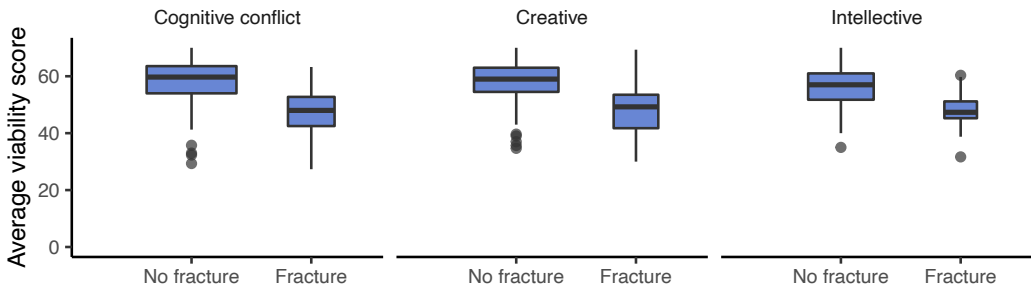 Cognitive conflict
Creative
Intellective
Average viability score
60
40
20
0
No fracture
Fracture
No fracture
Fracture
No fracture
Fracture